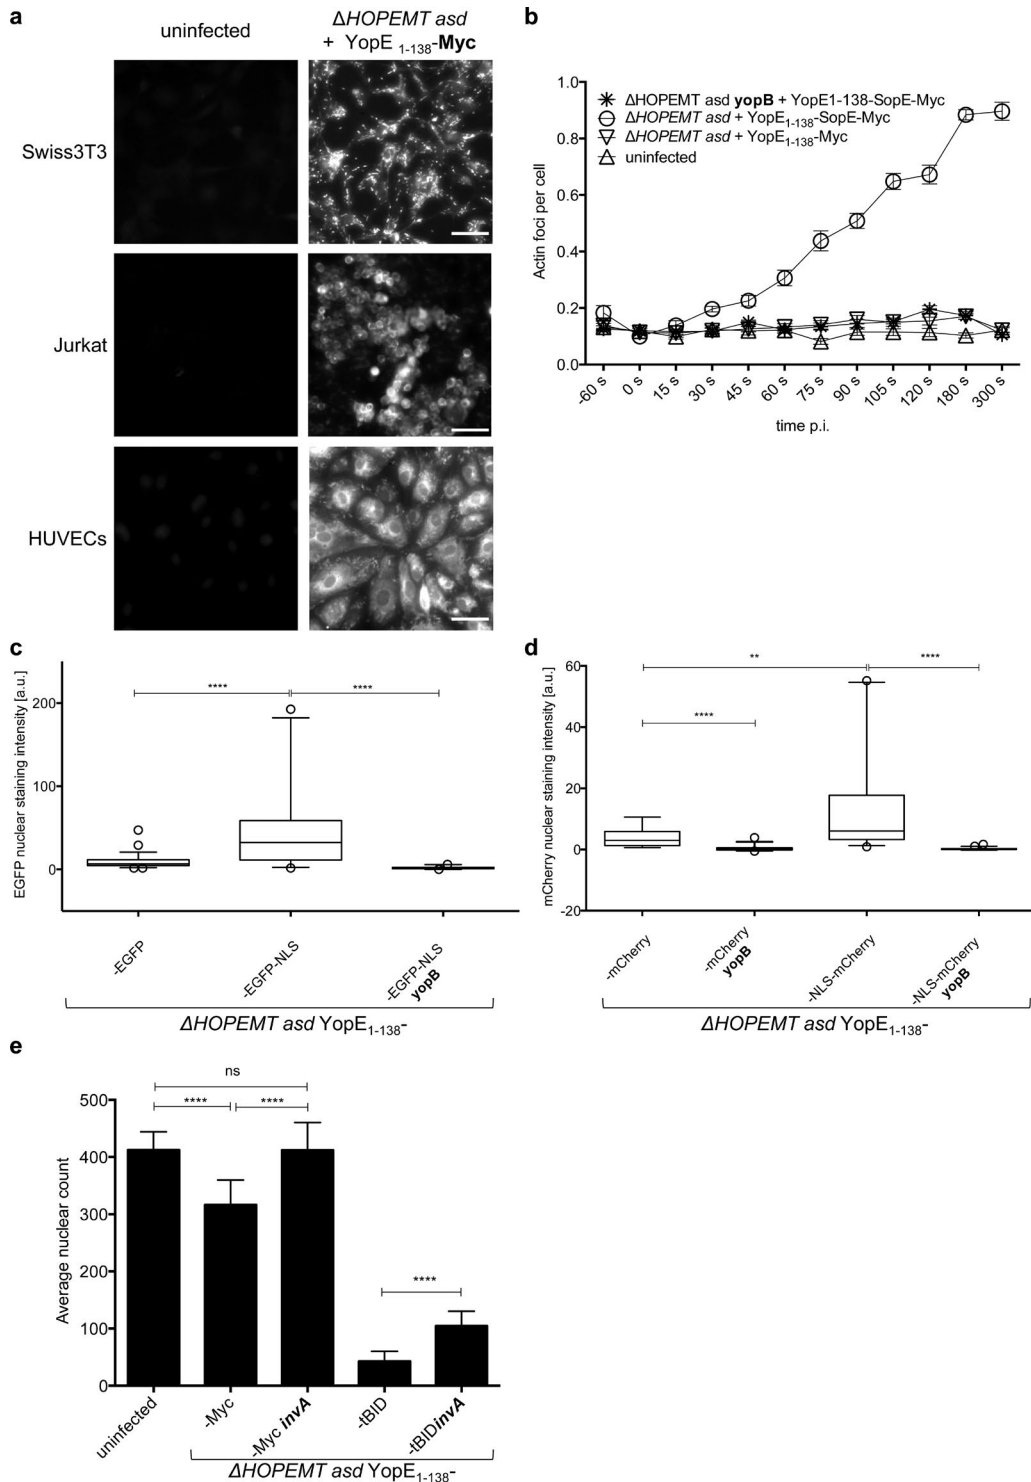 a
uninfected
ΔHOPEMT asd
+ YopE 1-138-Myc
Swiss3T3
Jurkat
HUVECs
b
1.0
0.8
0.6
0.4
0.2
0.0
Actin foci per cell
ΔHOPEMT asd yopB + YopE1-138-SopE-Myc
ΔHOPEMT asd + YopE1-138-SopE-Myc
ΔHOPEMT asd + YopE1-138-Myc
uninfected
-60 s
0 s
15 s
30 s
45 s
60 s
75 s
90 s
105 s
120 s
180 s
300 s
time p.i.
c
EGFP nuclear staining intensity [a.u.]
200
100
0
****
****
-EGFP
-EGFP-NLS
-EGFP-NLS
yopB
ΔHOPEMT asd YopE1-138-
d
mCherry nuclear staining intensity [a.u.]
60
40
20
0
-20
**
****
****
-mCherry
-mCherry
yopB
-NLS-mCherry
-NLS-mCherry
yopB
ΔHOPEMT asd YopE1-138-
e
Average nuclear count
500
400
300
200
100
0
ns
****
****
****
uninfected
-Myc
-Myc invA
-tBID
-tBIDinvA
ΔHOPEMT asd YopE1-138-